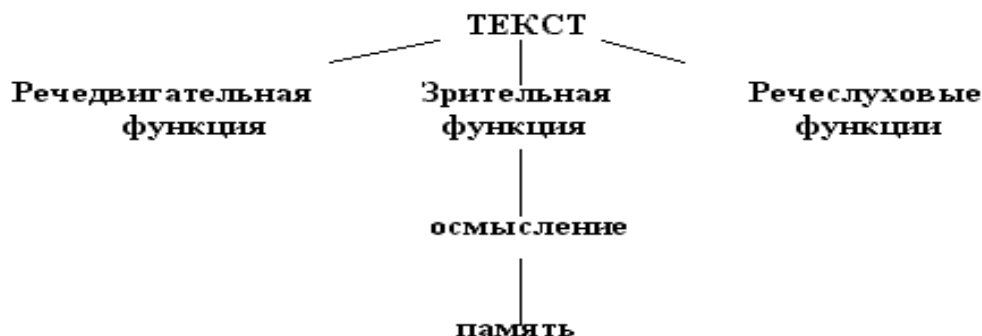 ТЕКСТ
Речедвигательная функция
Зрительная функция
Речеслуховые функции
осмысление
память